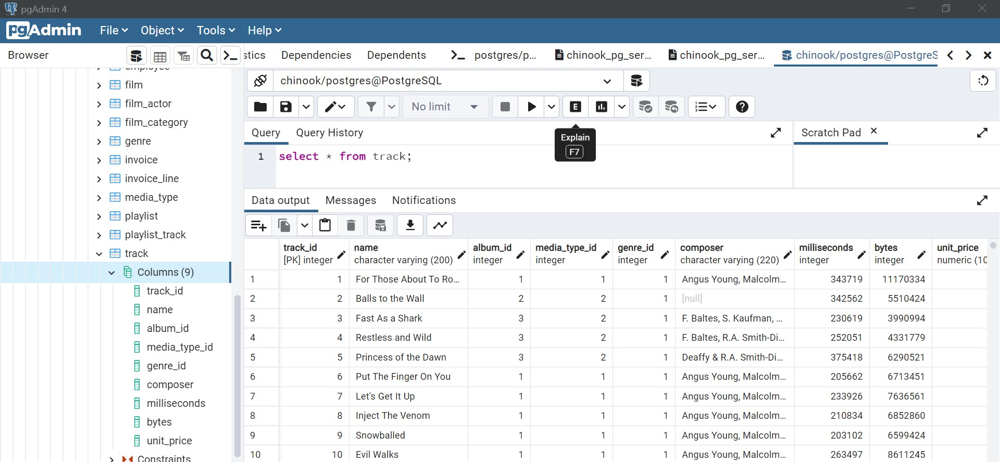 pgAdmin 4
pgAdmin File Object Tools Help
Browser
stics Dependencies Dependents postgres/p... chinook_pg_ser... chinook_pg_ser... chinook/postgres@PostgreS
employee
film
film_actor
film_category
genre
invoice
invoice_line
media_type
playlist
playlist_track
track
Columns (9)
track_id
name
album_id
media_type_id
genre_id
composer
milliseconds
bytes
unit_price
Constraints
chinook/postgres@PostgreSQL
No limit
E
Explain
F7
Query Query History
Scratch Pad
1 select * from track;
Data output Messages Notifications
track_id name album_id media_type_id genre_id composer milliseconds bytes unit_price
[PK] integer character varying (200) integer integer integer character varying (220) integer integer numeric (10
1 1 For Those About To Ro... 1 1 1 Angus Young, Malcolm... 343719 11170334
2 2 Balls to the Wall 2 2 1 [null] 342562 5510424
3 3 Fast As a Shark 3 2 1 F. Baltes, S. Kaufman, ... 230619 3990994
4 4 Restless and Wild 3 2 1 F. Baltes, R.A. Smith-Di... 252051 4331779
5 5 Princess of the Dawn 3 2 1 Deaffy & R.A. Smith-Di... 375418 6290521
6 6 Put The Finger On You 1 1 1 Angus Young, Malcolm... 205662 6713451
7 7 Let's Get It Up 1 1 1 Angus Young, Malcolm... 233926 7636561
8 8 Inject The Venom 1 1 1 Angus Young, Malcolm... 210834 6852860
9 9 Snowballed 1 1 1 Angus Young, Malcolm... 203102 6599424
10 10 Evil Walks 1 1 1 Angus Young, Malcolm... 263497 8611245